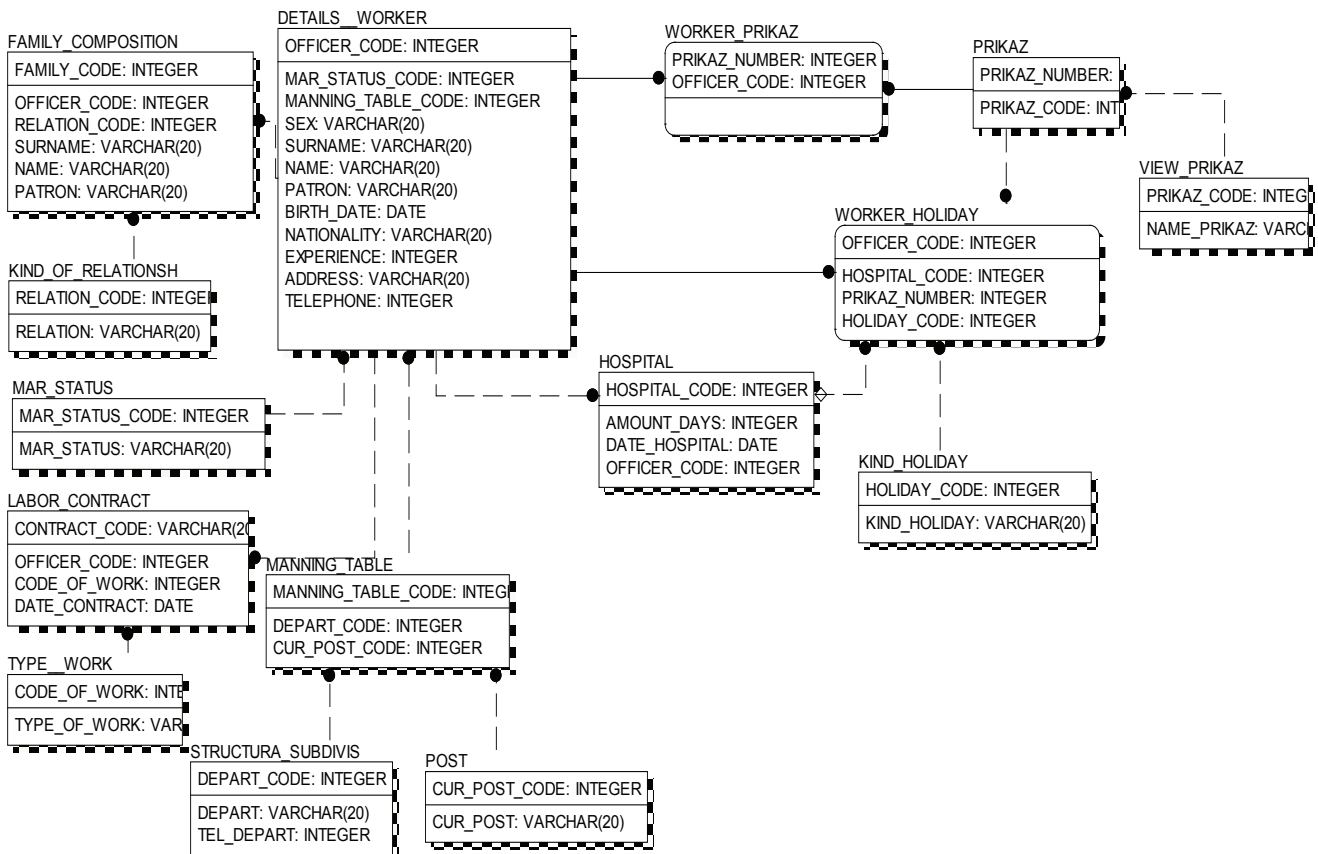 DETAILS__WORKER
OFFICER_CODE: INTEGER
MAR_STATUS_CODE: INTEGER
MANNING_TABLE_CODE: INTEGER
SEX: VARCHAR(20)
SURNAME: VARCHAR(20)
NAME: VARCHAR(20)
PATRON: VARCHAR(20)
BIRTH_DATE: DATE
NATIONALITY: VARCHAR(20)
EXPERIENCE: INTEGER
ADDRESS: VARCHAR(20)
TELEPHONE: INTEGER
FAMILY_COMPOSITION
FAMILY_CODE: INTEGER
OFFICER_CODE: INTEGER
RELATION_CODE: INTEGER
SURNAME: VARCHAR(20)
NAME: VARCHAR(20)
PATRON: VARCHAR(20)
WORKER_PRIKAZ
PRIKAZ_NUMBER: INTEGER
OFFICER_CODE: INTEGER
PRIKAZ
PRIKAZ_NUMBER:
PRIKAZ_CODE: INT
VIEW_PRIKAZ
PRIKAZ_CODE: INTEG
NAME_PRIKAZ: VARC
WORKER_HOLIDAY
OFFICER_CODE: INTEGER
HOSPITAL_CODE: INTEGER
PRIKAZ_NUMBER: INTEGER
HOLIDAY_CODE: INTEGER
KIND_OF_RELATIONSH
RELATION_CODE: INTEGE
RELATION: VARCHAR(20)
MAR_STATUS
MAR_STATUS_CODE: INTEGER
MAR_STATUS: VARCHAR(20)
HOSPITAL
HOSPITAL_CODE: INTEGER
AMOUNT_DAYS: INTEGER
DATE_HOSPITAL: DATE
OFFICER_CODE: INTEGER
KIND_HOLIDAY
HOLIDAY_CODE: INTEGER
KIND_HOLIDAY: VARCHAR(20)
LABOR_CONTRACT
CONTRACT_CODE: VARCHAR(20
OFFICER_CODE: INTEGER
CODE_OF_WORK: INTEGER
DATE_CONTRACT: DATE
MANNING_TABLE
MANNING_TABLE_CODE: INTEG
DEPART_CODE: INTEGER
CUR_POST_CODE: INTEGER
TYPE__WORK
CODE_OF_WORK: INTE
TYPE_OF_WORK: VAR
STRUCTURA_SUBDIVIS
DEPART_CODE: INTEGER
DEPART: VARCHAR(20)
TEL_DEPART: INTEGER
POST
CUR_POST_CODE: INTEGER
CUR_POST: VARCHAR(20)